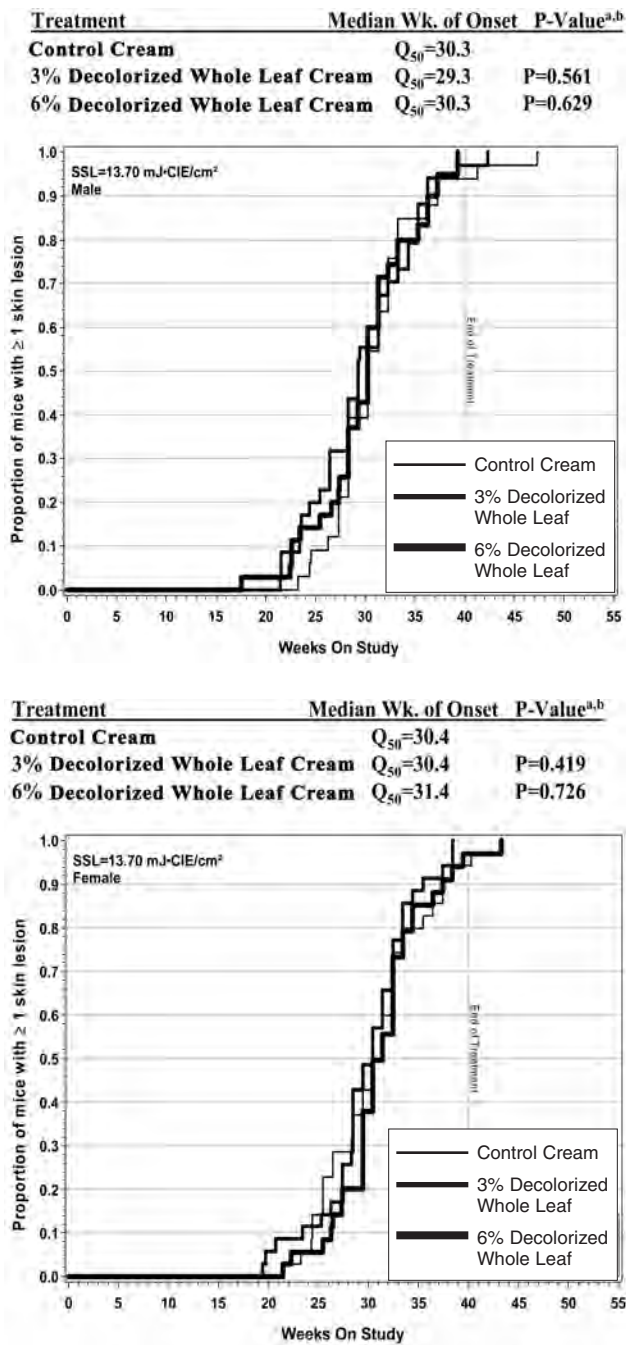 Treatment Median Wk. of Onset P-Value^a,b
Control Cream Q50=30.3
3% Decolorized Whole Leaf Cream Q50=29.3 P=0.561
6% Decolorized Whole Leaf Cream Q50=30.3 P=0.629
1.0
0.9
0.8
0.7
0.6
0.5
0.4
0.3
0.2
0.1
0.0
Proportion of mice with ≥ 1 skin lesion
SSL=13.70 mJ•CIE/cm²
Male
End of Treatment
Control Cream
3% Decolorized
Whole Leaf
6% Decolorized
Whole Leaf
0 5 10 15 20 25 30 35 40 45 50 55
Weeks On Study
Treatment Median Wk. of Onset P-Value^a,b
Control Cream Q50=30.4
3% Decolorized Whole Leaf Cream Q50=30.4 P=0.419
6% Decolorized Whole Leaf Cream Q50=31.4 P=0.726
1.0
0.9
0.8
0.7
0.6
0.5
0.4
0.3
0.2
0.1
0.0
Proportion of mice with ≥ 1 skin lesion
SSL=13.70 mJ•CIE/cm²
Female
End of Treatment
Control Cream
3% Decolorized
Whole Leaf
6% Decolorized
Whole Leaf
0 5 10 15 20 25 30 35 40 45 50 55
Weeks On Study